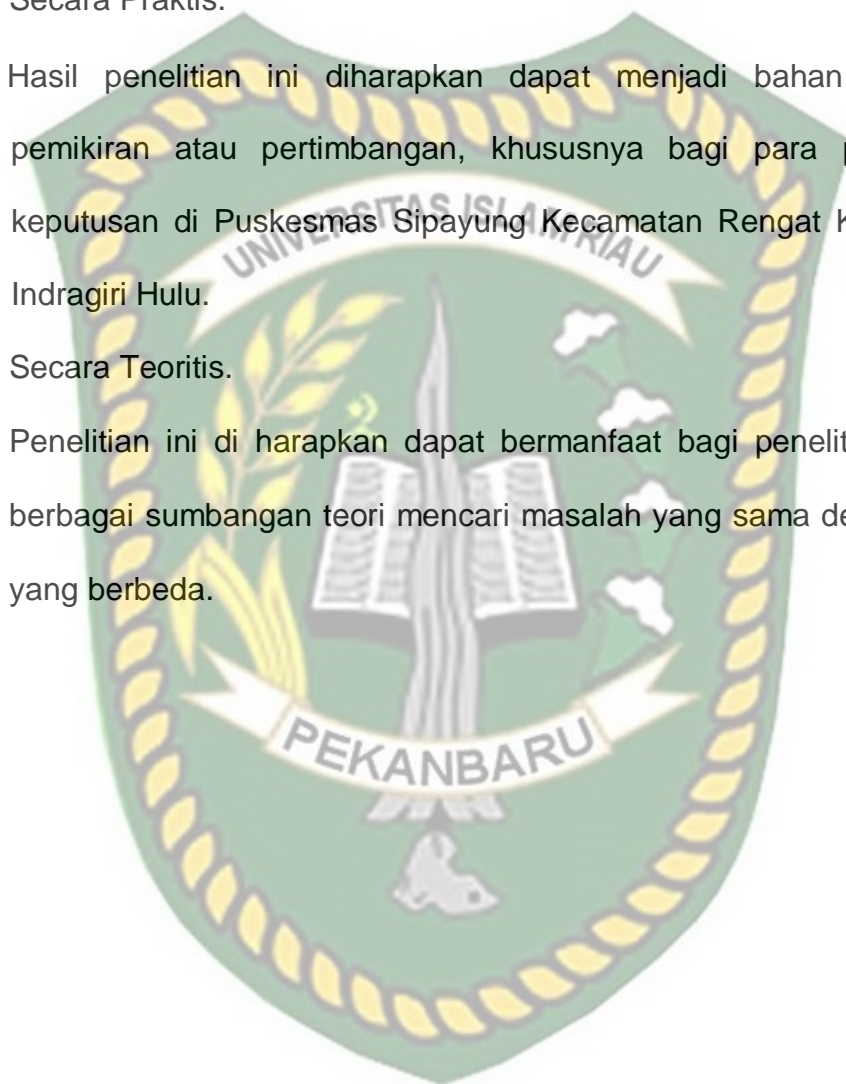 Secara Praktis.
Hasil penelitian ini diharapkan dapat menjadi bahan
pemikiran atau pertimbangan, khususnya bagi para
keputusan di Puskesmas Sipayung Kecamatan Rengat
Indragiri Hulu.
Secara Teoritis.
Penelitian ini di harapkan dapat bermanfaat bagi
berbagai sumbangan teori mencari masalah yang sama
yang berbeda.
UNIVERSITAS ISLAM RIAU
PEKANBARU